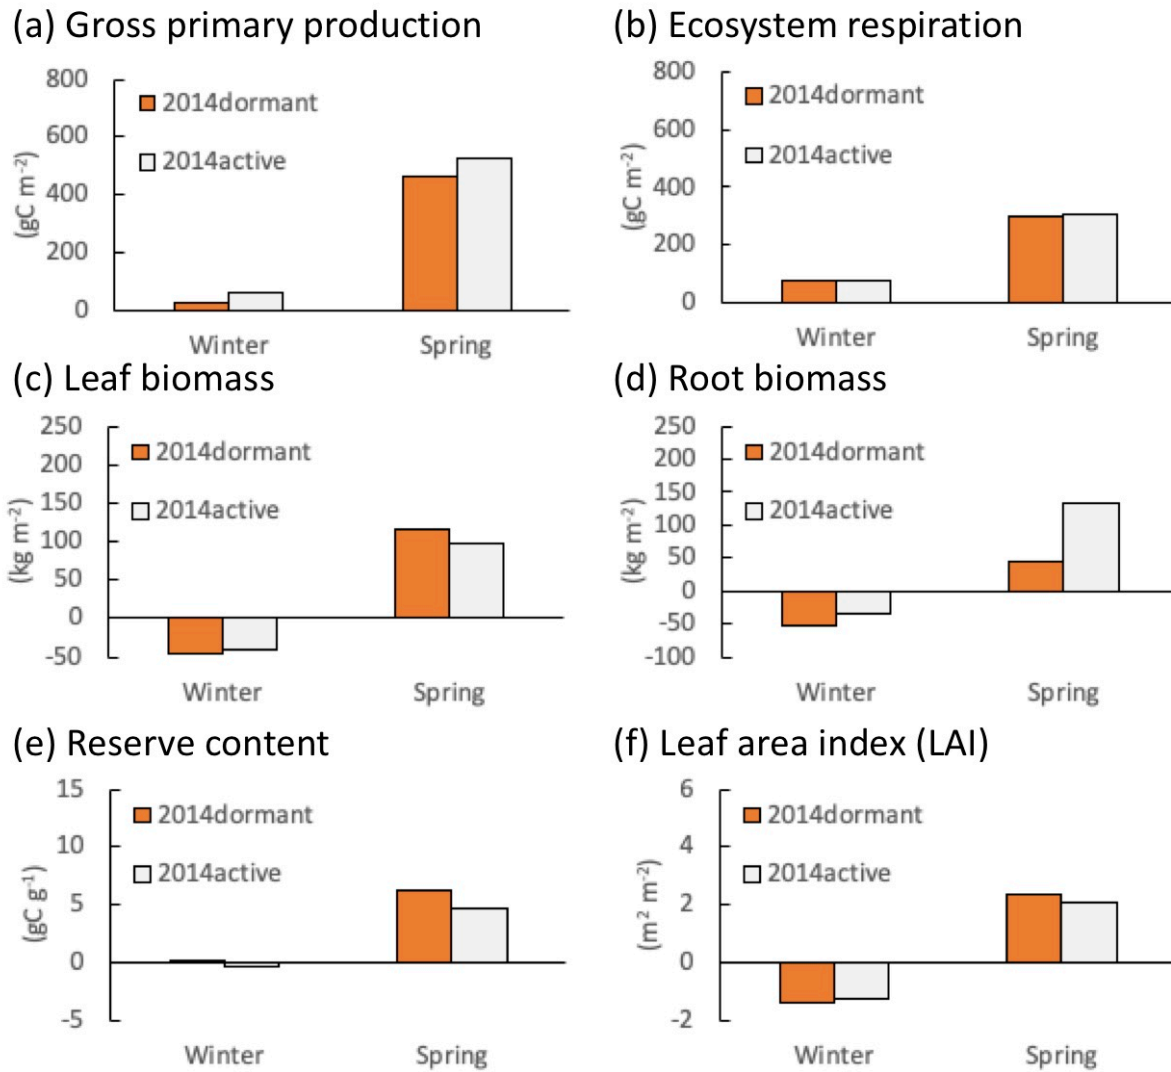 (a) Gross primary production
800
600
400
200
0
(gC m-2)
2014dormant
2014active
Winter
Spring
(b) Ecosystem respiration
800
600
400
200
0
(gC m-2)
2014dormant
2014active
Winter
Spring
(c) Leaf biomass
250
200
150
100
50
0
-50
(kg m-2)
2014dormant
2014active
Winter
Spring
(d) Root biomass
250
200
150
100
50
0
-50
-100
(kg m-2)
2014dormant
2014active
Winter
Spring
(e) Reserve content
15
10
5
0
-5
(gC g-1)
2014dormant
2014active
Winter
Spring
(f) Leaf area index (LAI)
6
4
2
0
-2
(m2 m-2)
2014dormant
2014active
Winter
Spring